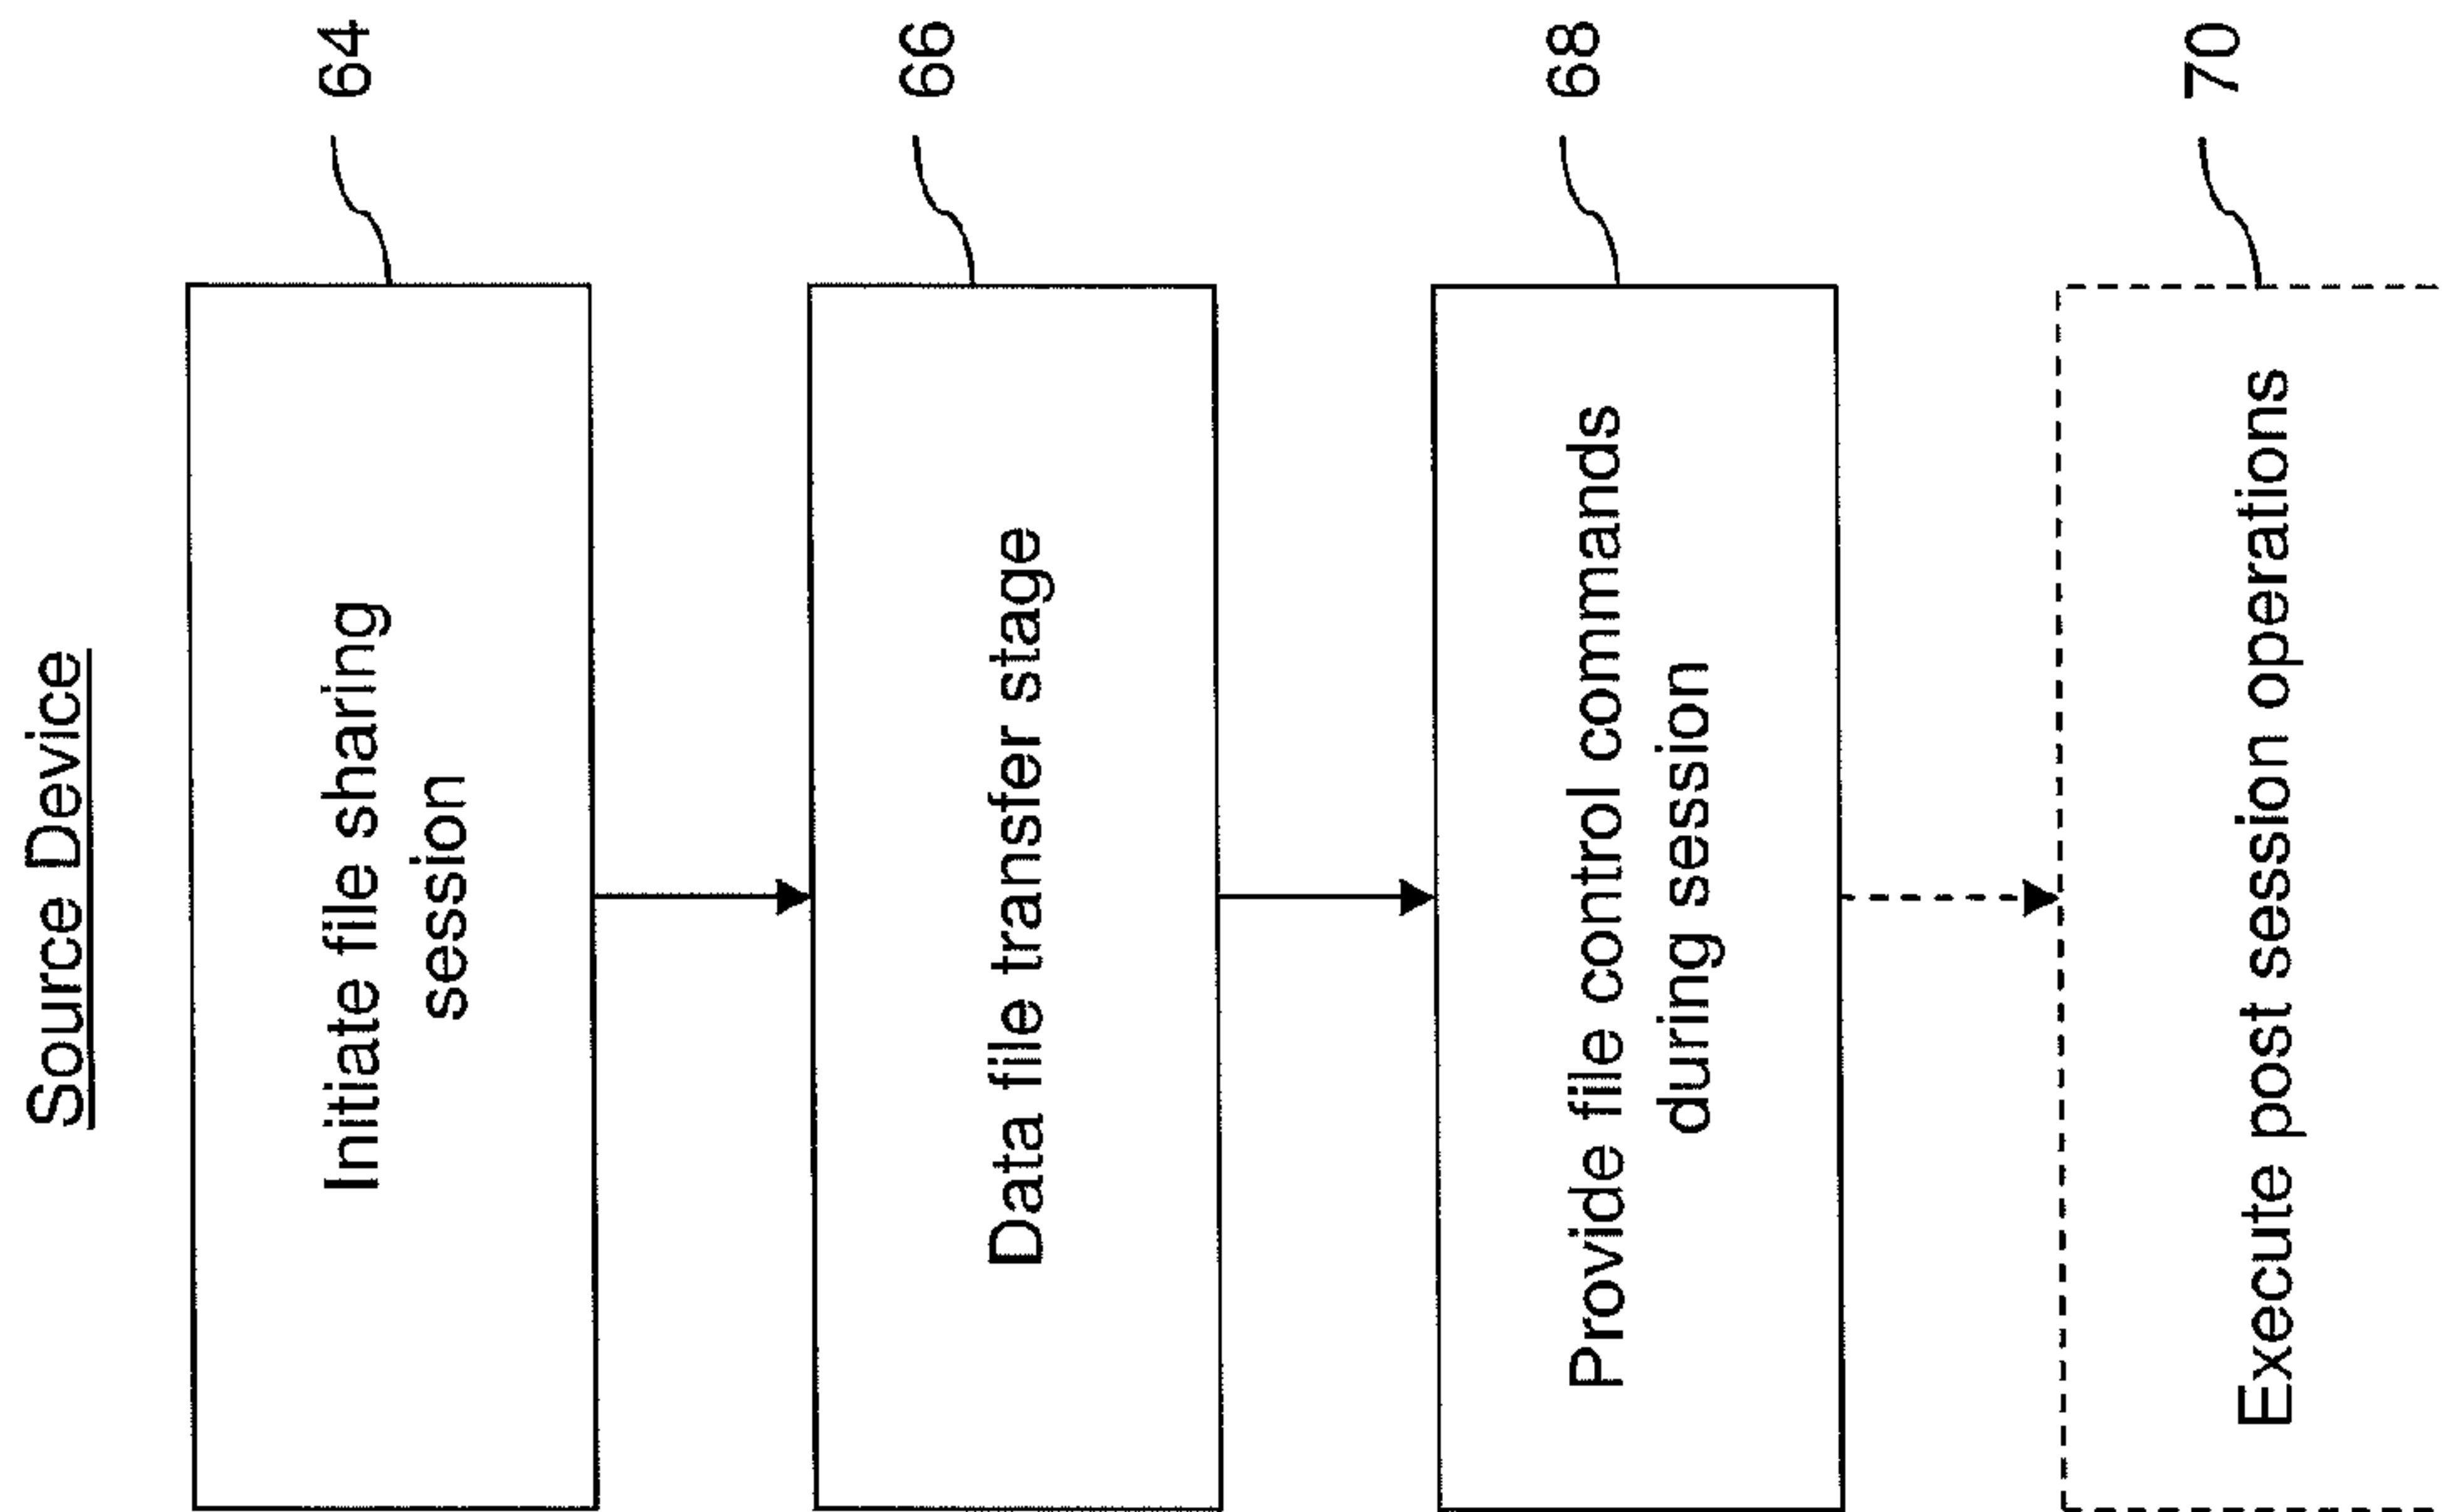 Source Device
Initiate file sharing
session
64
Data file transfer stage
66
Provide file control commands
during session
68
Execute post session operations
70